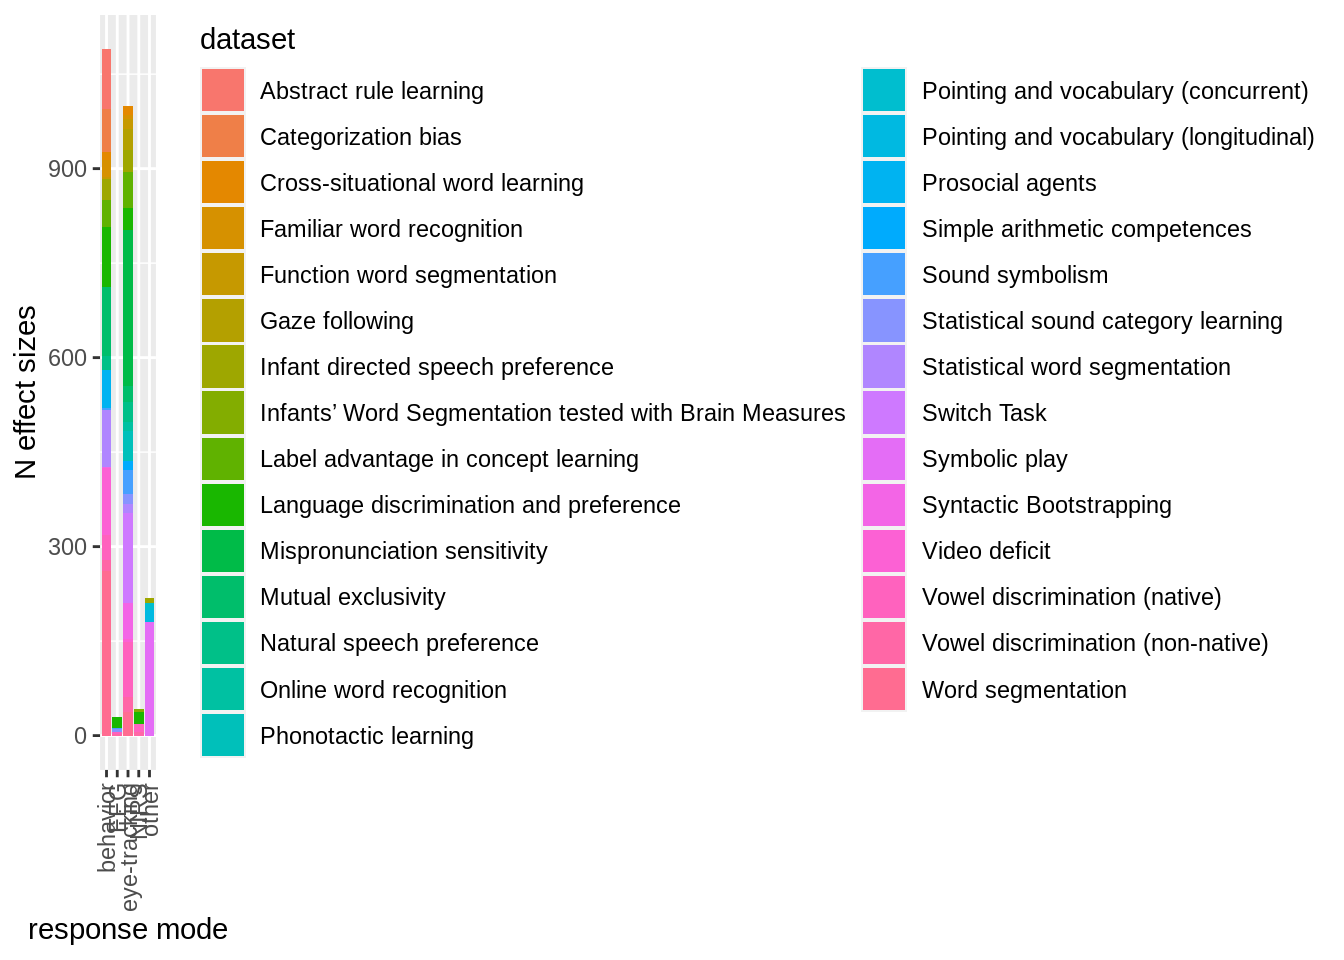 dataset
Abstract rule learning
Categorization bias
Cross-situational word learning
Familiar word recognition
Function word segmentation
Gaze following
Infant directed speech preference
Infants’ Word Segmentation tested with Brain Measures
Label advantage in concept learning
Language discrimination and preference
Mispronunciation sensitivity
Mutual exclusivity
Natural speech preference
Online word recognition
Phonotactic learning
Pointing and vocabulary (concurrent)
Pointing and vocabulary (longitudinal)
Prosocial agents
Simple arithmetic competences
Sound symbolism
Statistical sound category learning
Statistical word segmentation
Switch Task
Symbolic play
Syntactic Bootstrapping
Video deficit
Vowel discrimination (native)
Vowel discrimination (non-native)
Word segmentation
N effect sizes
900
600
300
0
behavior
EEG
eye-tracking
NIRS
other
response mode